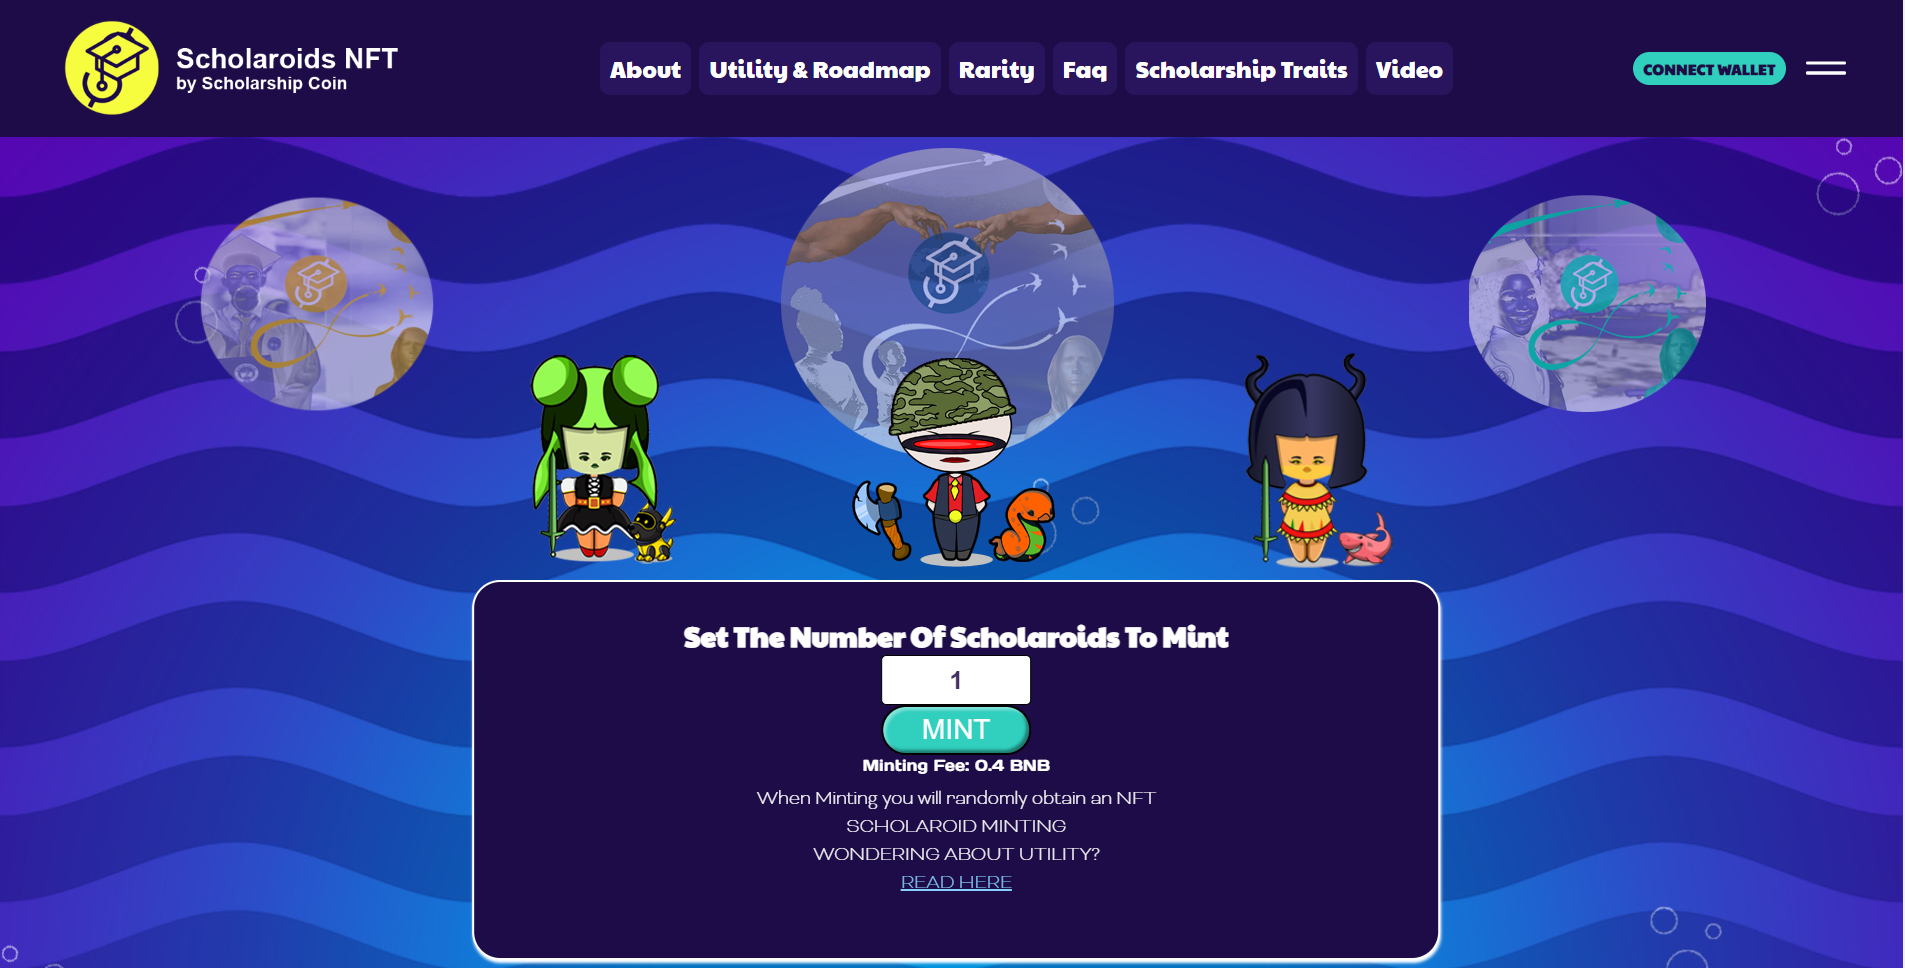 Scholaroids NFT
by Scholarship Coin
About
Utility & Roadmap
Rarity
Faq
Scholarship Traits
Video
CONNECT WALLET
Set The Number Of Scholaroids To Mint
1
MINT
Minting Fee: 0.4 BNB
When Minting you will randomly obtain an NFT
SCHOLAROID MINTING
WONDERING ABOUT UTILITY?
READ HERE